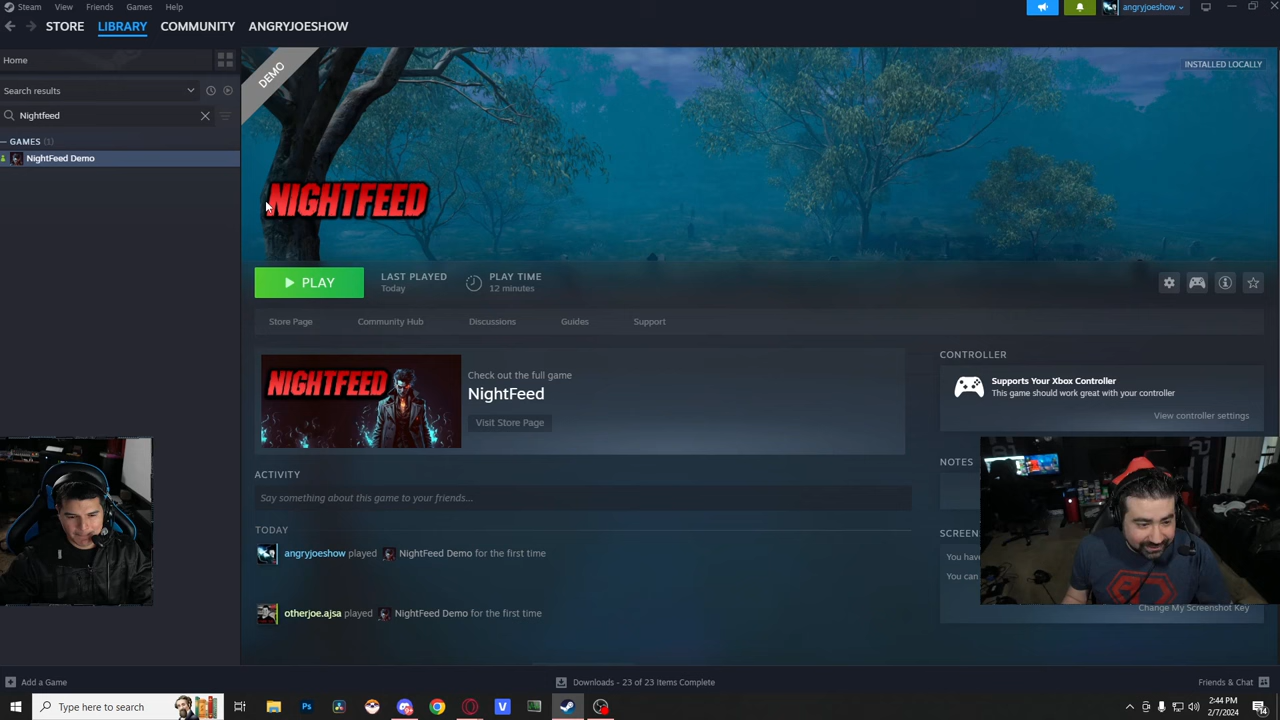 Steam View Friends Games Help
angryjoeshow
STORE LIBRARY COMMUNITY ANGRYJOESHOW
Home
Search results
Nightfeed
GAMES (1)
NightFeed Demo
DEMO
INSTALLED LOCALLY
NIGHTFEED
PLAY
LAST PLAYED
Today
PLAY TIME
12 minutes
Store Page Community Hub Discussions Guides Support
NIGHTFEED
Check out the full game
NightFeed
Visit Store Page
ACTIVITY
Say something about this game to your friends...
TODAY
angryjoeshow played NightFeed Demo for the first time
otherjoe.ajsa played NightFeed Demo for the first time
CONTROLLER
Supports Your Xbox Controller
This game should work great with your controller
View controller settings
NOTES
SCREEN
You have
You can
Change My Screenshot Key
Add a Game
Downloads - 23 of 23 Items Complete
Friends & Chat
Type here to search
2:44 PM
2/7/2024